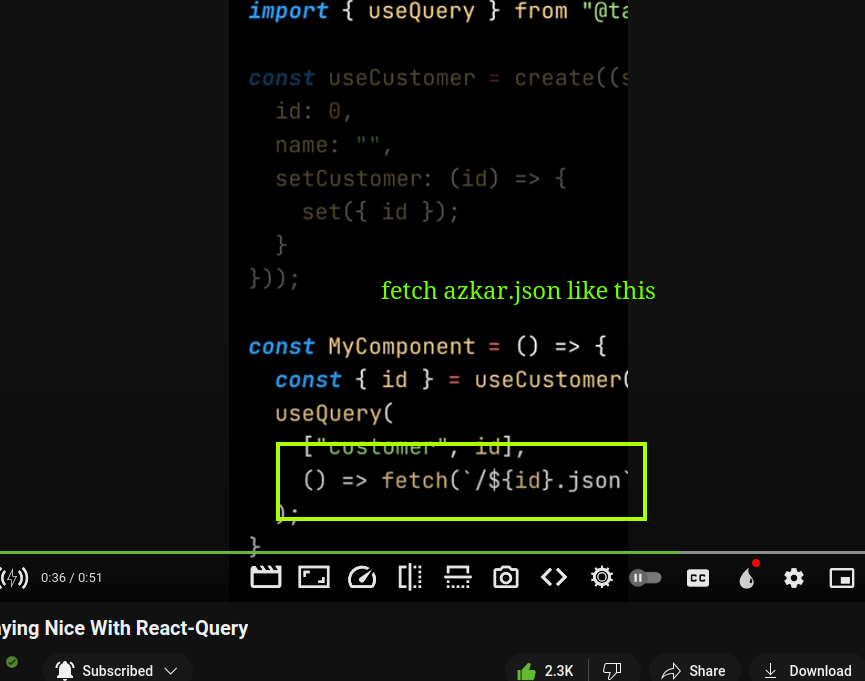 import { useQuery } from "@ta
const useCustomer = create((s
id: 0,
name: "",
setCustomer: (id) => {
set({ id });
}
}));
fetch azkar.json like this
const MyComponent = () => {
const { id } = useCustomer(
useQuery(
["customer", id],
() => fetch(`/${id}.json`
);
}
0:36 / 0:51
CC
aying Nice With React-Query
Subscribed
2.3K
Share
Download